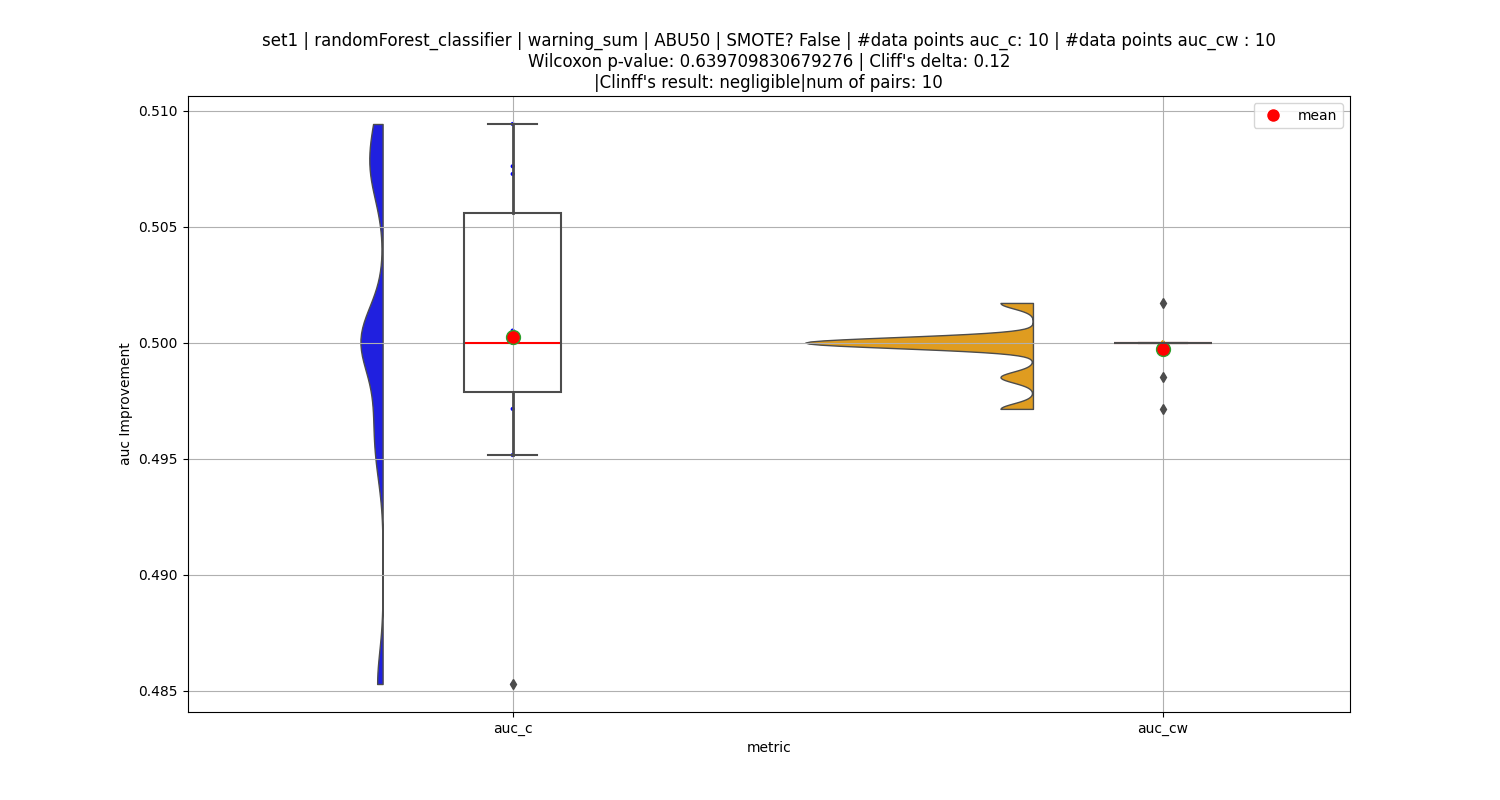 set1 | randomForest_classifier | warning_sum | ABU50 | SMOTE? False | #data points auc_c: 10 | #data points auc_cw : 10
Wilcoxon p-value: 0.639709830679276 | Cliff's delta: 0.12
|Clinff's result: negligible|num of pairs: 10
mean
0.510
0.505
0.500
0.495
0.490
0.485
auc Improvement
auc_c
auc_cw
metric